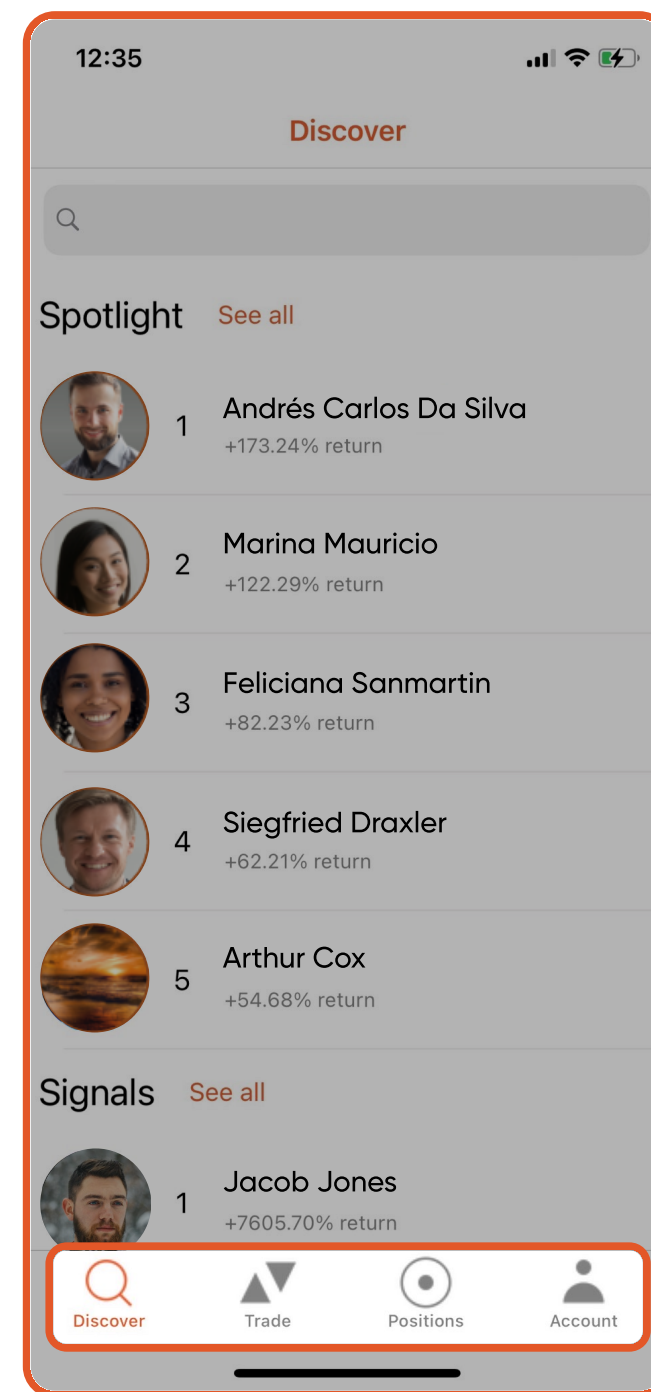 12:35
Discover
Spotlight See all
1 Andrés Carlos Da Silva
+173.24% return
2 Marina Mauricio
+122.29% return
3 Feliciana Sanmartin
+82.23% return
4 Siegfried Draxler
+62.21% return
5 Arthur Cox
+54.68% return
Signals See all
1 Jacob Jones
+7605.70% return
Discover Trade Positions Account